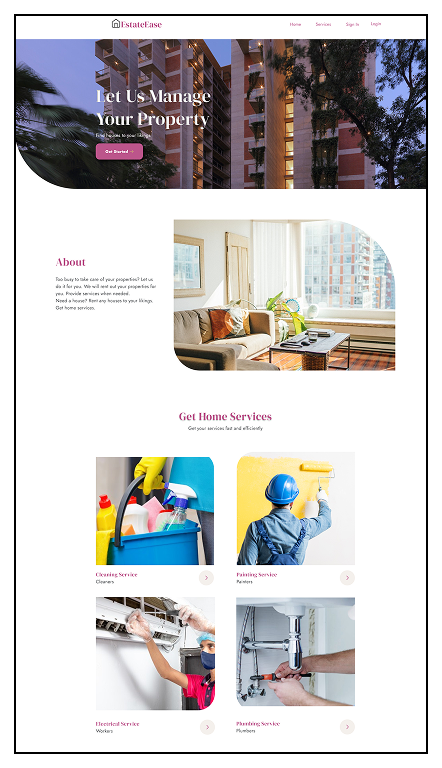 EstateEase
Home Services Sign In Login
Let Us Manage
Your Property
Find houses to your likings
Get Started →
About
Too busy to take care of your properties? Let us
do it for you. We will rent out your properties for
you. Provide services when needed.
Need a house? Rent any houses to your likings.
Get home services.
Get Home Services
Get your services fast and efficiently
Cleaning Service
Cleaners
Painting Service
Painters
Electrical Service
Workers
Plumbing Service
Plumbers